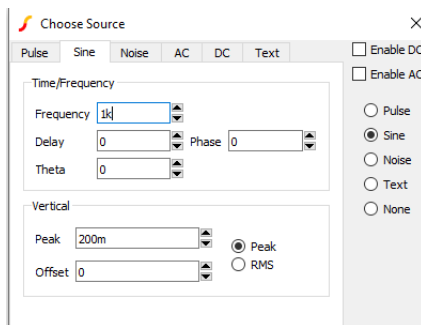 Choose Source
Pulse Sine Noise AC DC Text
Enable DC
Enable AC
Time/Frequency
Frequency 1k
Delay 0 Phase 0
Theta 0
Pulse
Sine
Noise
Text
None
Vertical
Peak 200m
Offset 0
Peak
RMS